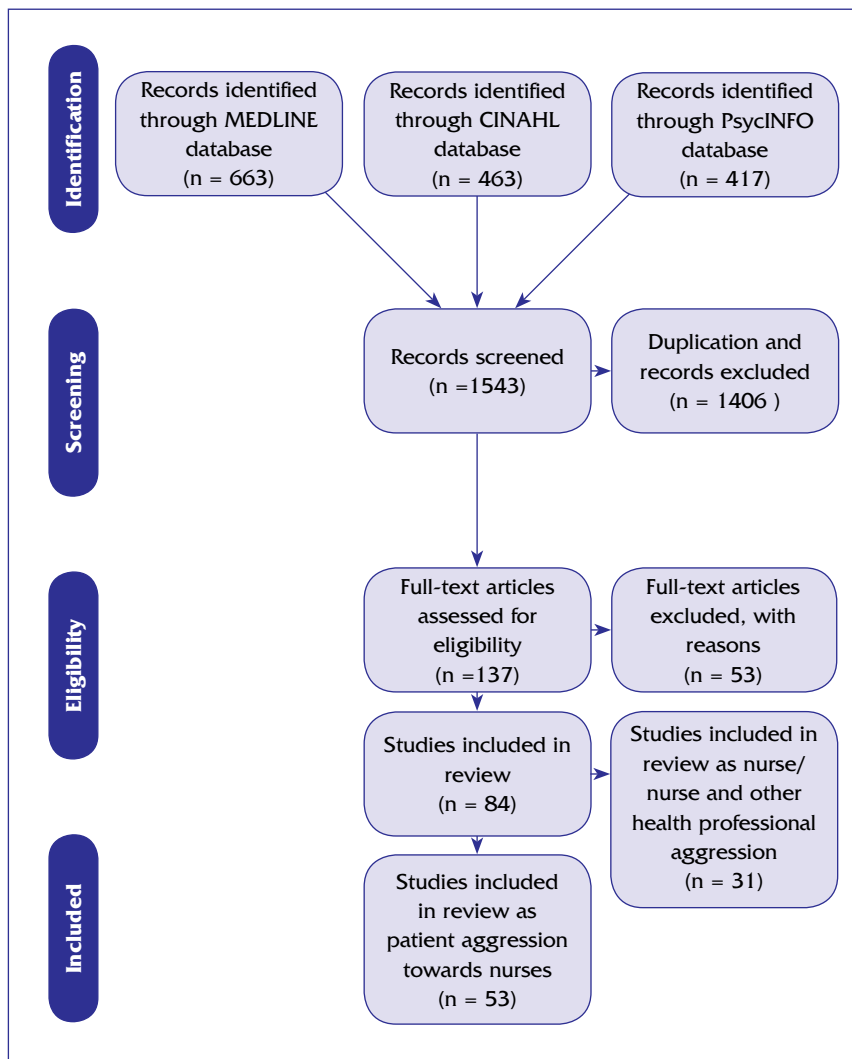 Identification
Records identified
through MEDLINE
database
(n = 663)
Records identified
through CINAHL
database
(n = 463)
Records identified
through PsycINFO
database
(n = 417)
Screening
Records screened
(n =1543)
Duplication and
records excluded
(n = 1406 )
Eligibility
Full-text articles
assessed for
eligibility
(n =137)
Full-text articles
excluded, with
reasons
(n = 53)
Studies included in
review
(n = 84)
Studies included in
review as nurse/
nurse and other
health professional
aggression
(n = 31)
Included
Studies included
in review as
patient aggression
towards nurses
(n = 53)